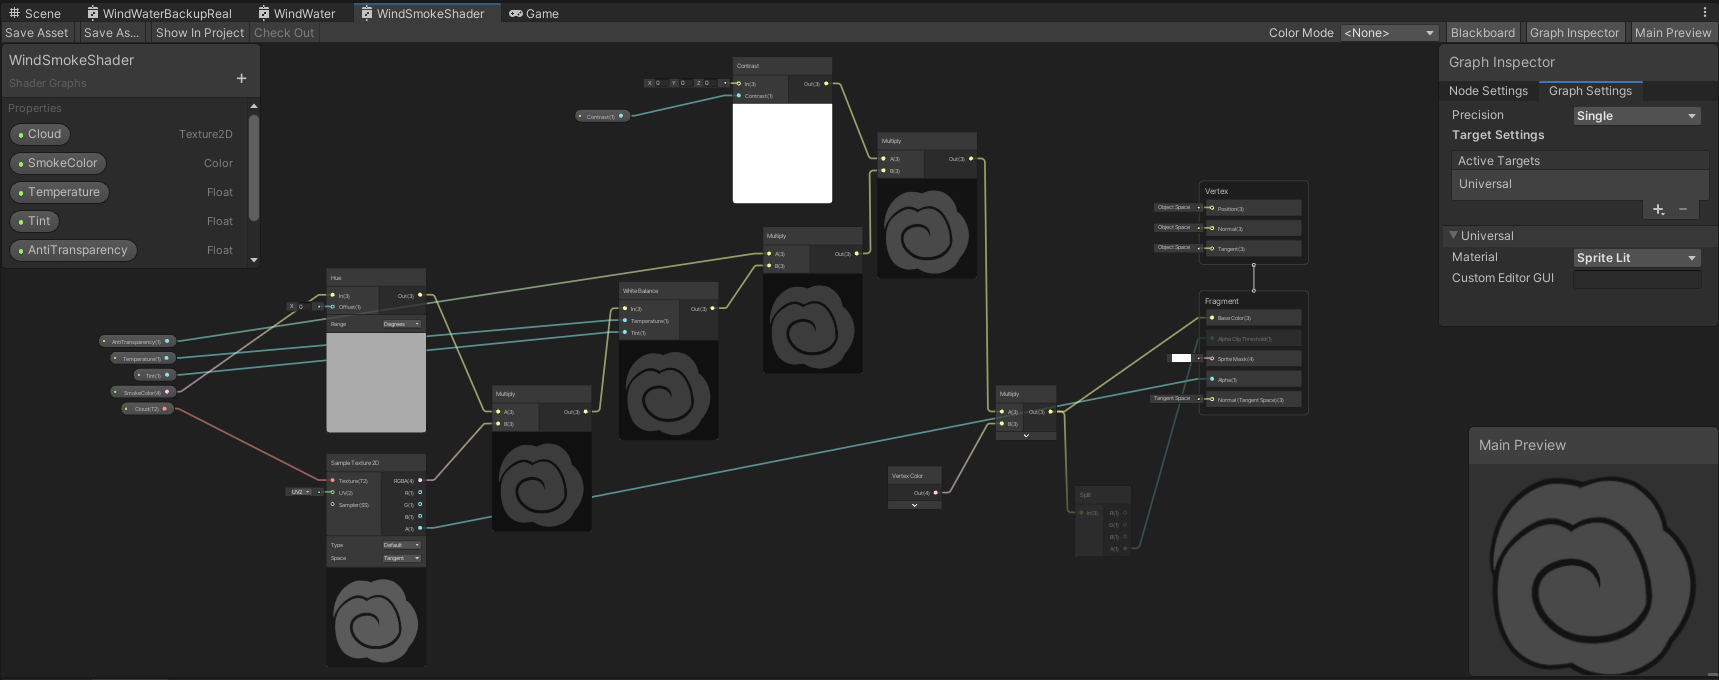 Scene
WindWaterBackupReal
WindWater
WindSmokeShader
Game
Save Asset
Save As...
Show In Project
Check Out
Color Mode
<None>
Blackboard
Graph Inspector
Main Preview
WindSmokeShader
Shader Graphs
+
Properties
Cloud Texture2D
SmokeColor Color
Temperature Float
Tint Float
AntiTransparency Float
Contrast
X 0 Y 0 Z 0
In(3) Out(3)
Contrast(1)
Contrast(1)
Multiply
A(3) Out(3)
B(3)
Multiply
A(3) Out(3)
B(3)
Hue
X 0
In(3) Out(3)
Offset(1)
Range Degrees
White Balance
In(3) Out(3)
Temperature(1)
Tint(1)
AntiTransparency(1)
Temperature(1)
Tint(1)
SmokeColor(4)
Cloud(T2)
Multiply
A(3) Out(3)
B(3)
Sample Texture 2D
UV2
Texture(T2) RGBA(4)
UV(2) R(1)
Sampler(SS) G(1)
B(1)
A(1)
Type Default
Space Tangent
Multiply
A(3) Out(3)
B(3)
Vertex Color
Out(4)
Split
In(3) R(1)
G(1)
B(1)
A(1)
Vertex
Object Space Position(3)
Object Space Normal(3)
Object Space Tangent(3)
Fragment
Base Color(3)
Alpha Clip Threshold(1)
Sprite Mask(4)
Alpha(1)
Tangent Space Normal (Tangent Space)(3)
Graph Inspector
Node Settings Graph Settings
Precision Single
Target Settings
Active Targets
Universal
+ −
Universal
Material Sprite Lit
Custom Editor GUI
Main Preview